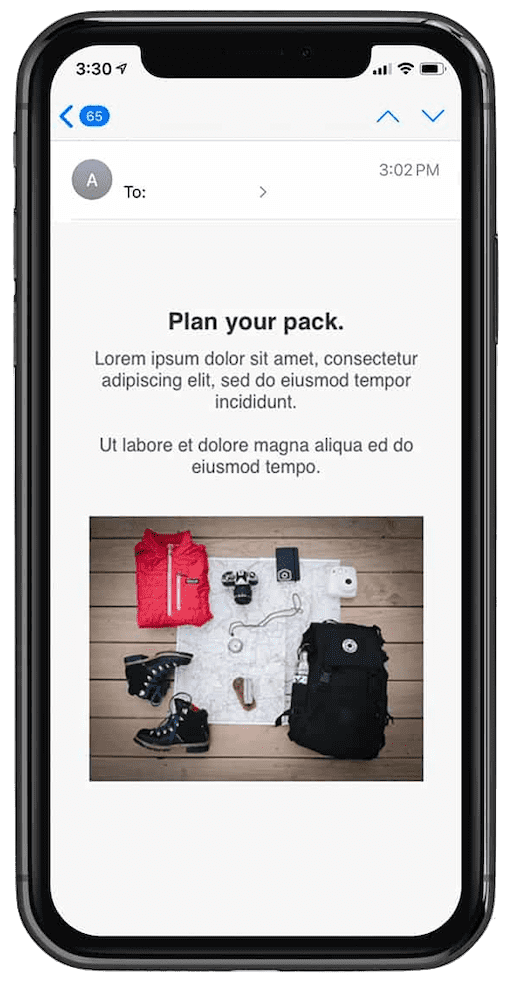 3:30
65
A
To:
3:02 PM
Plan your pack.
Lorem ipsum dolor sit amet, consectetur
adipiscing elit, sed do eiusmod tempor
incididunt.
Ut labore et dolore magna aliqua ed do
eiusmod tempo.